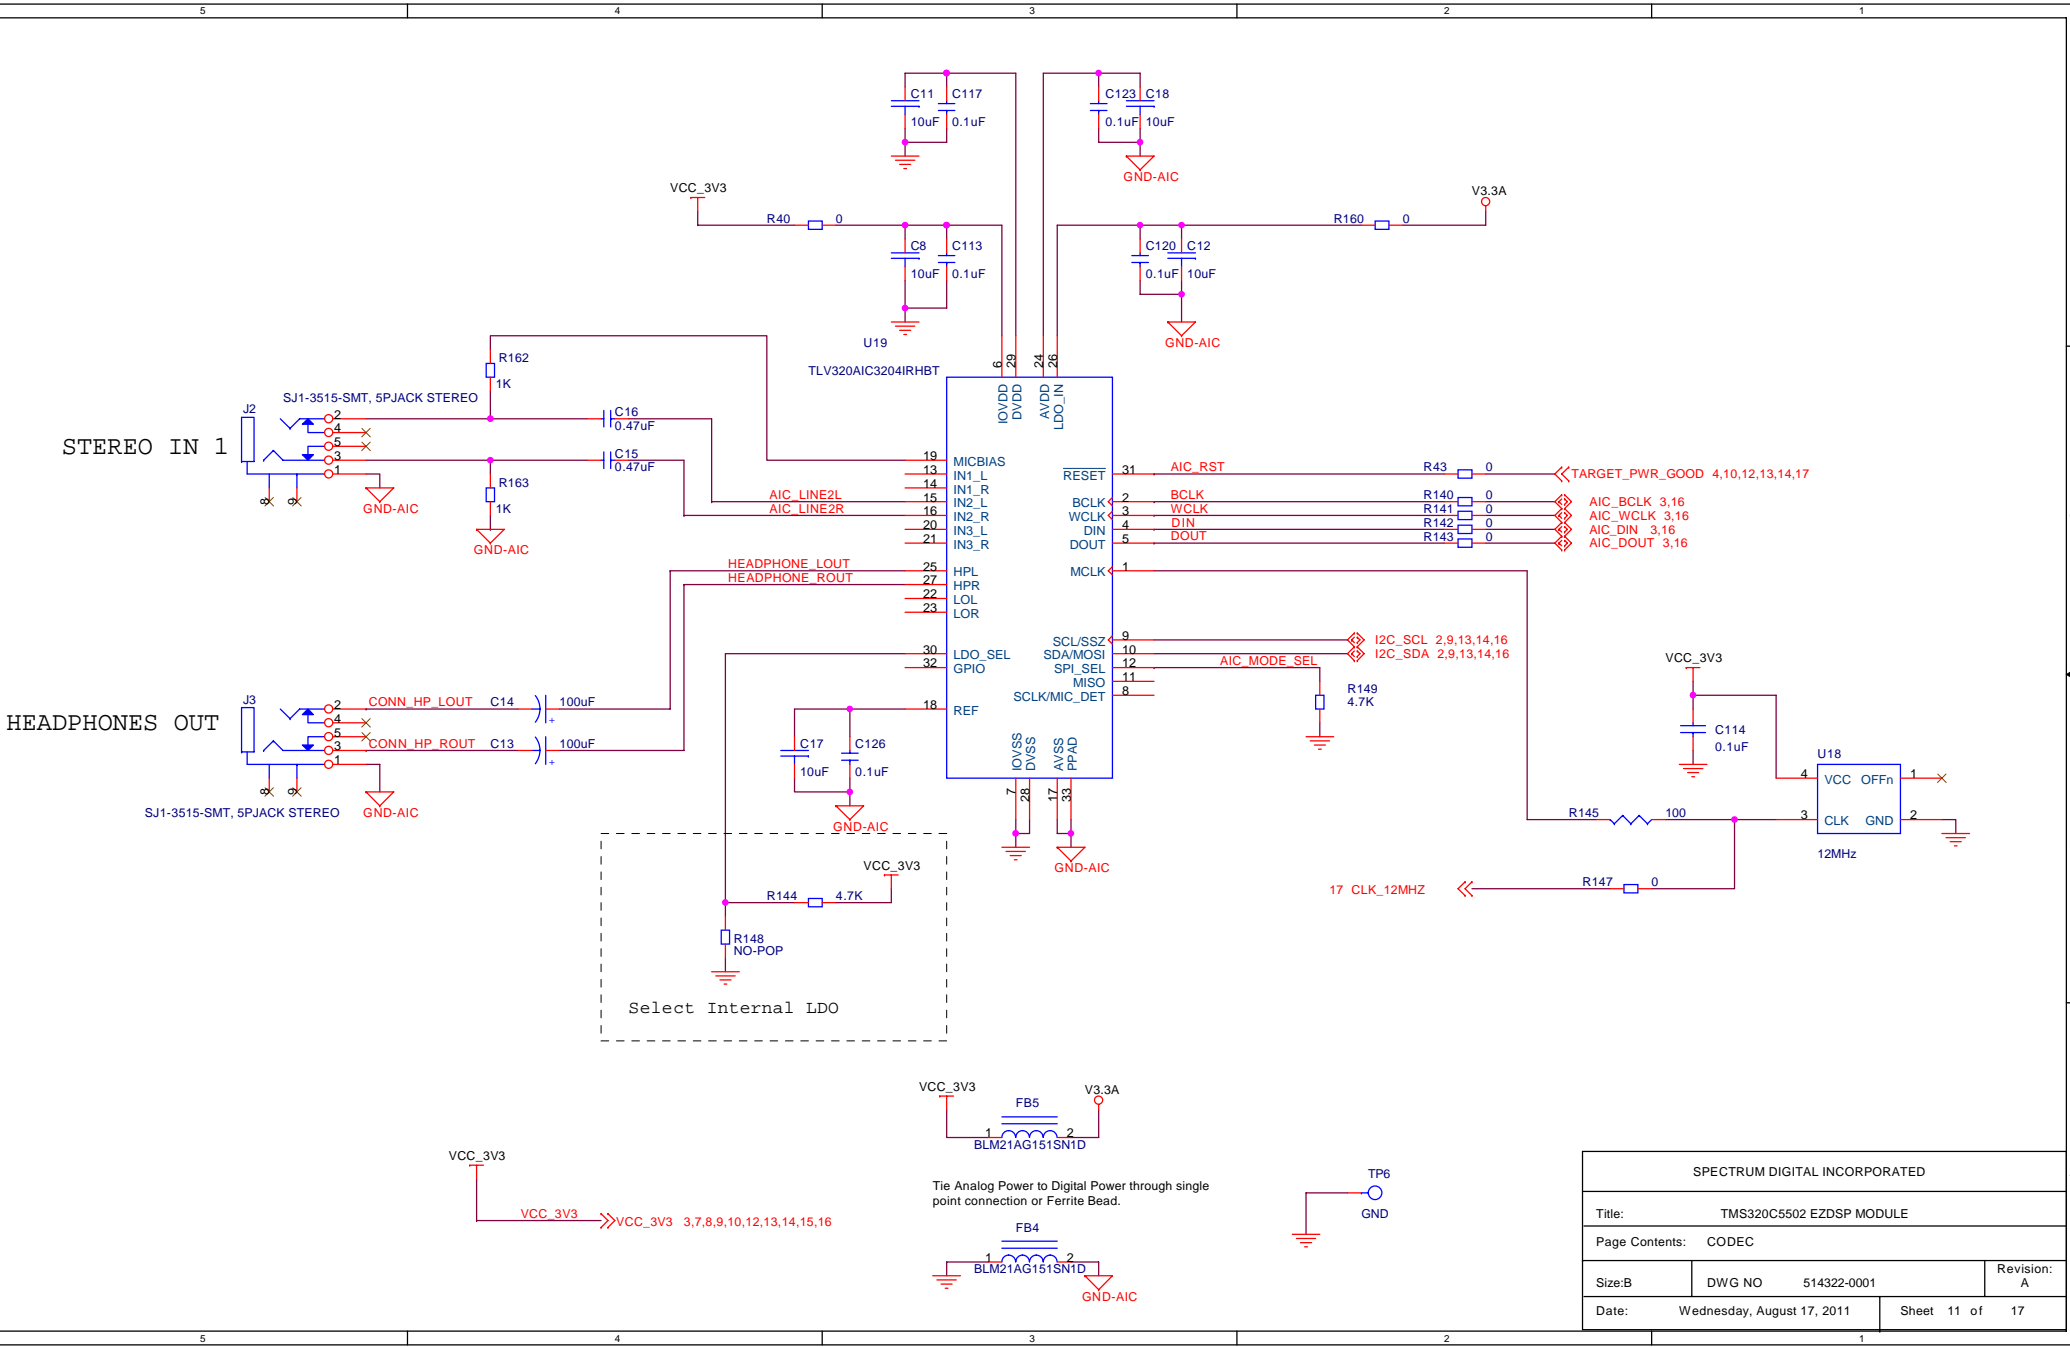 5 4 3 2 1
C11 C117 C123 C18
10uF 0.1uF 0.1uF 10uF
GND-AIC
VCC_3V3 V3.3A
R40 0 R160 0
C8 C113 C120 C12
10uF 0.1uF 0.1uF 10uF
GND-AIC
U19
TLV320AIC3204IRHBT
6 29 24 26
IOVDD DVDD AVDD LDO_IN
R162
1K
SJ1-3515-SMT, 5PJACK STEREO
J2
STEREO IN 1
2
4
5
3
1
8 9
GND-AIC
C16
0.47uF
C15
0.47uF
R163
1K
GND-AIC
AIC_LINE2L
AIC_LINE2R
19 MICBIAS
13 IN1_L
14 IN1_R
15 IN2_L
16 IN2_R
20 IN3_L
21 IN3_R
HEADPHONE_LOUT
HEADPHONE_ROUT
25 HPL
27 HPR
22 LOL
23 LOR
30 LDO_SEL
32 GPIO
18 REF
RESET 31 AIC_RST R43 0 TARGET_PWR_GOOD 4,10,12,13,14,17
BCLK 2 BCLK R140 0 AIC_BCLK 3,16
WCLK 3 WCLK R141 0 AIC_WCLK 3,16
DIN 4 DIN R142 0 AIC_DIN 3,16
DOUT 5 DOUT R143 0 AIC_DOUT 3,16
MCLK 1
SCL/SSZ 9 I2C_SCL 2,9,13,14,16
SDA/MOSI 10 I2C_SDA 2,9,13,14,16
SPI_SEL 12 AIC_MODE_SEL
MISO 11
SCLK/MIC_DET 8
R149
4.7K
IOVSS DVSS AVSS PPAD
7 28 17 33
GND-AIC
HEADPHONES OUT
J3
2
4
5
3
1
8 9
SJ1-3515-SMT, 5PJACK STEREO
GND-AIC
CONN_HP_LOUT C14 100uF
+
CONN_HP_ROUT C13 100uF
+
C17 C126
10uF 0.1uF
GND-AIC
VCC_3V3
R144 4.7K
R148
NO-POP
Select Internal LDO
VCC_3V3
C114
0.1uF
U18
4 VCC OFFn 1
3 CLK GND 2
12MHz
R145 100
17 CLK_12MHZ R147 0
VCC_3V3 V3.3A
FB5
1 2
BLM21AG151SN1D
Tie Analog Power to Digital Power through single
point connection or Ferrite Bead.
FB4
1 2
BLM21AG151SN1D
GND-AIC
VCC_3V3
VCC_3V3 VCC_3V3 3,7,8,9,10,12,13,14,15,16
TP6
GND
SPECTRUM DIGITAL INCORPORATED
Title: TMS320C5502 EZDSP MODULE
Page Contents: CODEC
Size:B DWG NO 514322-0001 Revision: A
Date: Wednesday, August 17, 2011 Sheet 11 of 17
5 4 3 2 1